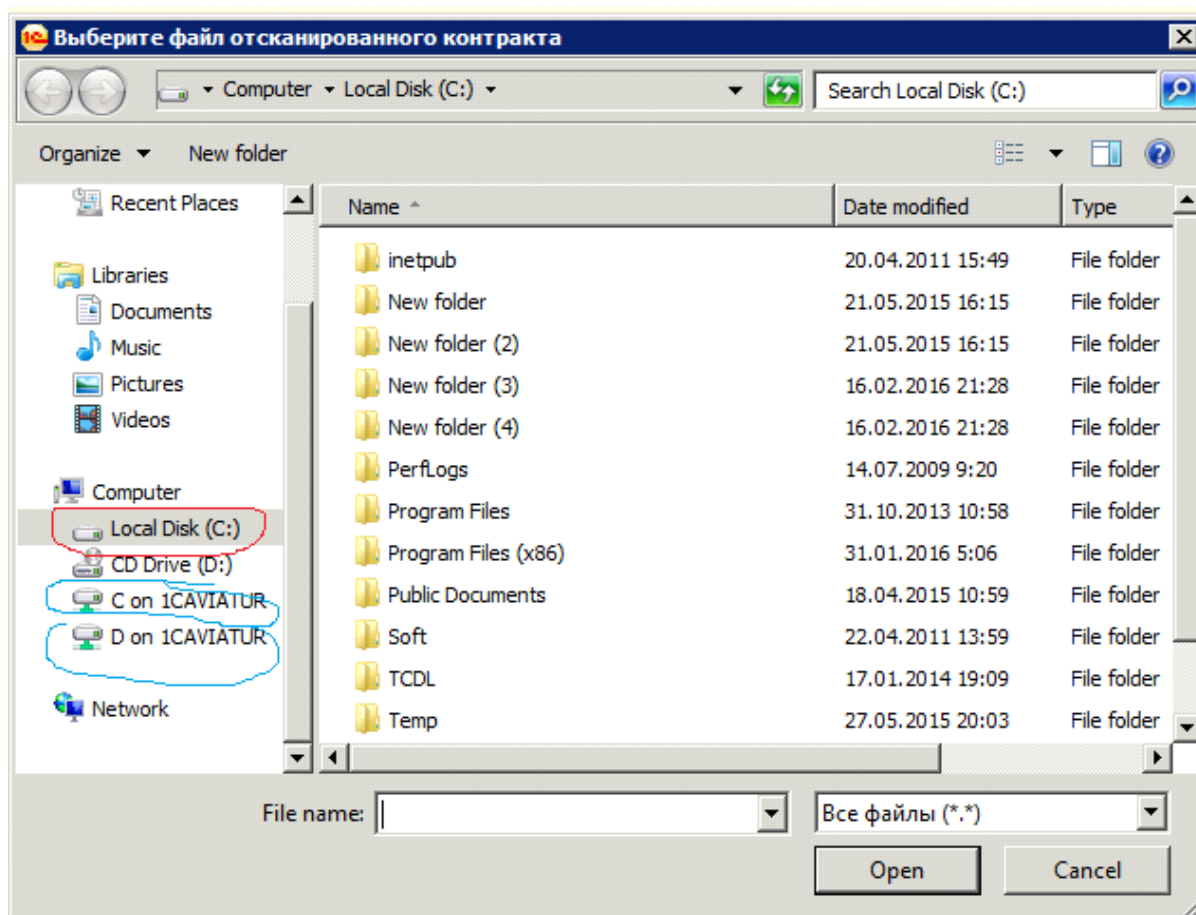 Выберите файл отсканированного контракта
Computer Local Disk (C:)
Search Local Disk (C:)
Organize
New folder
Recent Places
Libraries
Documents
Music
Pictures
Videos
Computer
Local Disk (C:)
CD Drive (D:)
C on 1CAVIATUR
D on 1CAVIATUR
Network
Name Date modified Type
inetpub 20.04.2011 15:49 File folder
New folder 21.05.2015 16:15 File folder
New folder (2) 21.05.2015 16:15 File folder
New folder (3) 16.02.2016 21:28 File folder
New folder (4) 16.02.2016 21:28 File folder
PerfLogs 14.07.2009 9:20 File folder
Program Files 31.10.2013 10:58 File folder
Program Files (x86) 31.01.2016 5:06 File folder
Public Documents 18.04.2015 10:59 File folder
Soft 22.04.2011 13:59 File folder
TCDL 17.01.2014 19:09 File folder
Temp 27.05.2015 20:03 File folder
File name:
Все файлы (*.*)
Open
Cancel